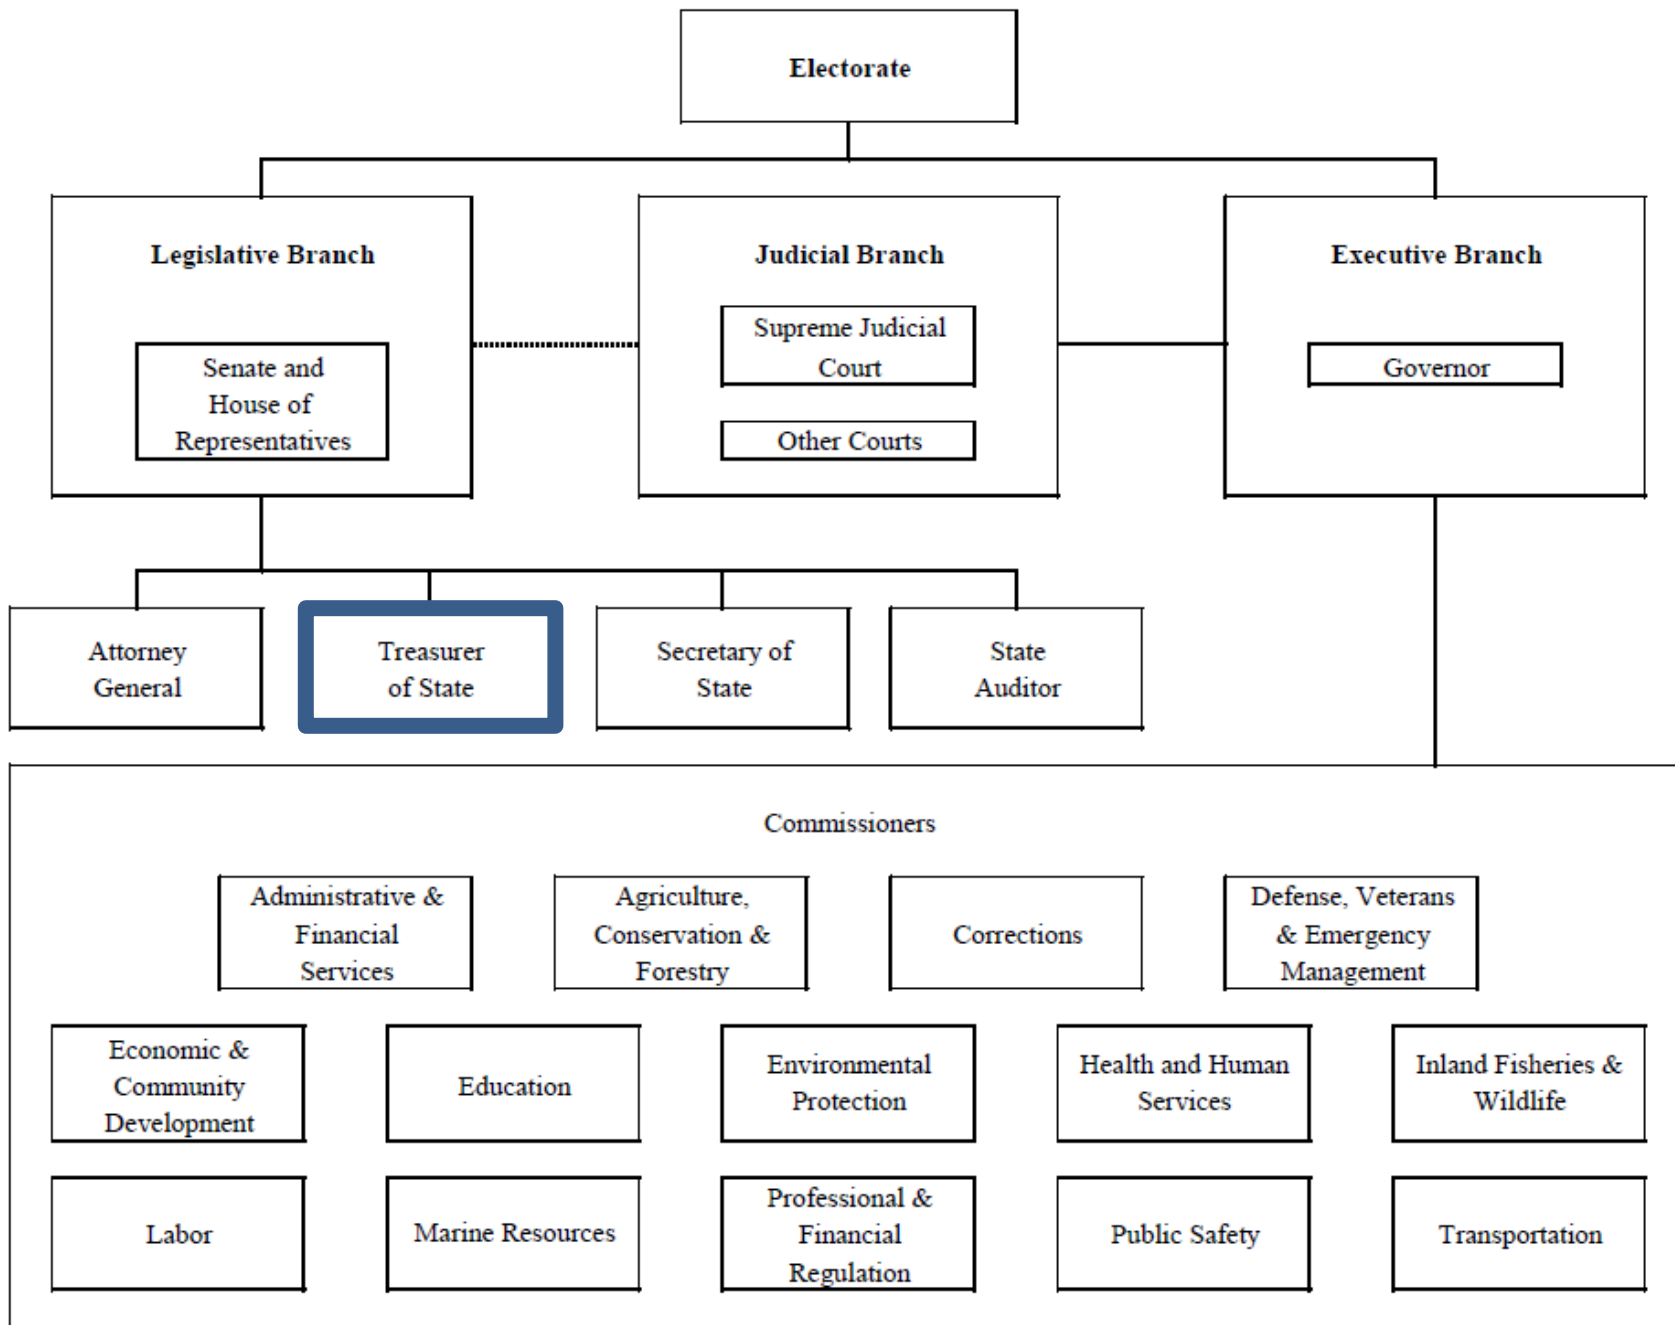 Electorate
Legislative Branch
Senate and
House of
Representatives
Judicial Branch
Supreme Judicial
Court
Other Courts
Executive Branch
Governor
Attorney
General
Treasurer
of State
Secretary of
State
State
Auditor
Commissioners
Administrative &
Financial
Services
Agriculture,
Conservation &
Forestry
Corrections
Defense, Veterans
& Emergency
Management
Economic &
Community
Development
Education
Environmental
Protection
Health and Human
Services
Inland Fisheries &
Wildlife
Labor
Marine Resources
Professional &
Financial
Regulation
Public Safety
Transportation